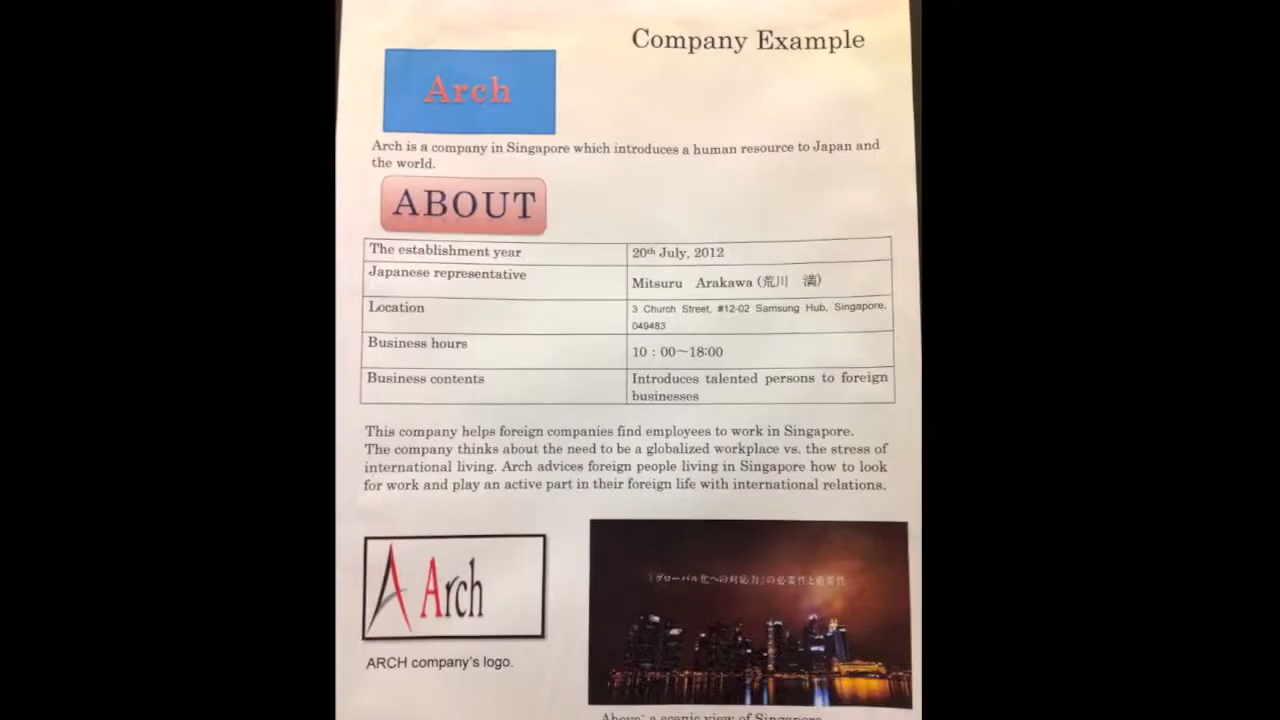 Company Example
Arch
Arch is a company in Singapore which introduces a human resource to Japan and
the world.
ABOUT
The establishment year 20th July, 2012
Japanese representative Mitsuru Arakawa (荒川 満)
Location 3 Church Street, #12-02 Samsung Hub, Singapore,
049483
Business hours 10：00～18:00
Business contents Introduces talented persons to foreign
businesses
This company helps foreign companies find employees to work in Singapore.
The company thinks about the need to be a globalized workplace vs. the stress of
international living. Arch advices foreign people living in Singapore how to look
for work and play an active part in their foreign life with international relations.
A Arch
ARCH company's logo.
「グローバル化への対応力」の必要性と重要性
Above: a scenic view of Singapore